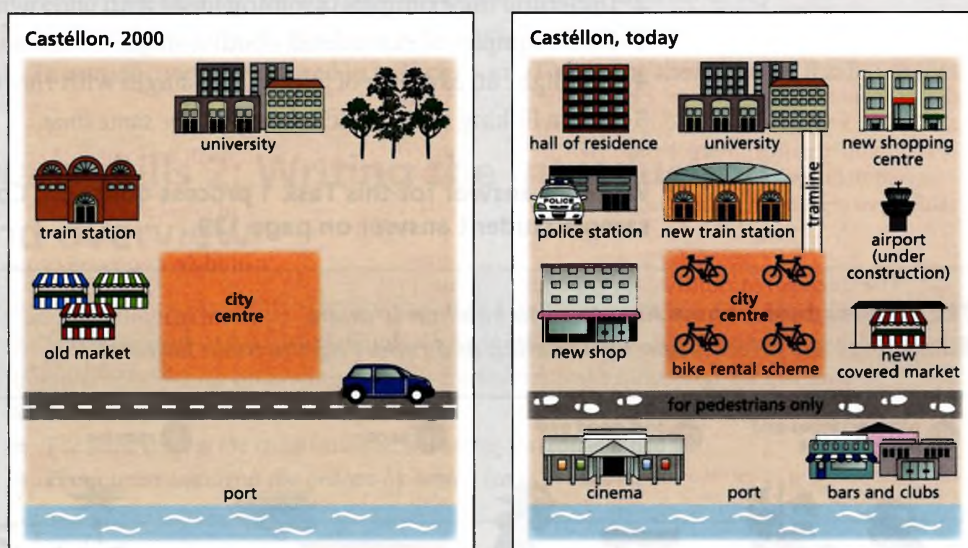 Castéllon, 2000
university
train station
old market
city
centre
port
Castéllon, today
hall of residence
university
new shopping
centre
tramline
POLICE
police station
new train station
airport
(under
construction)
new shop
city
centre
bike rental scheme
new
covered market
for pedestrians only
cinema
port
bars and clubs